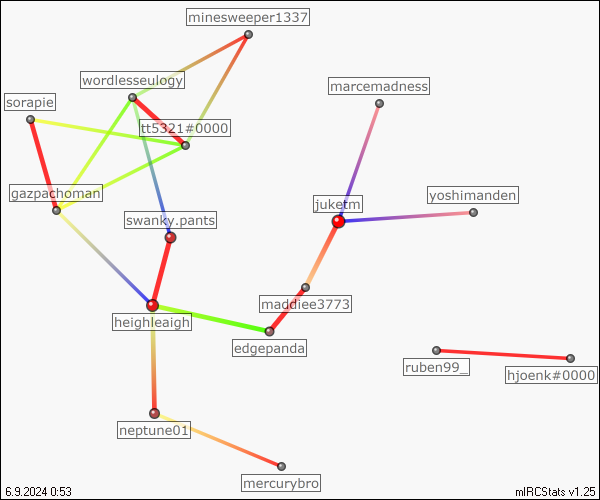 minesweeper1337
wordlesseulogy
marcemadness
sorapie
tt5321#0000
gazpachoman
yoshimanden
juketm
swanky.pants
maddiee3773
heighleaigh
edgepanda
ruben99_
hjoenk#0000
neptune01
mercurybro
6.9.2024 0:53
mIRCStats v1.25